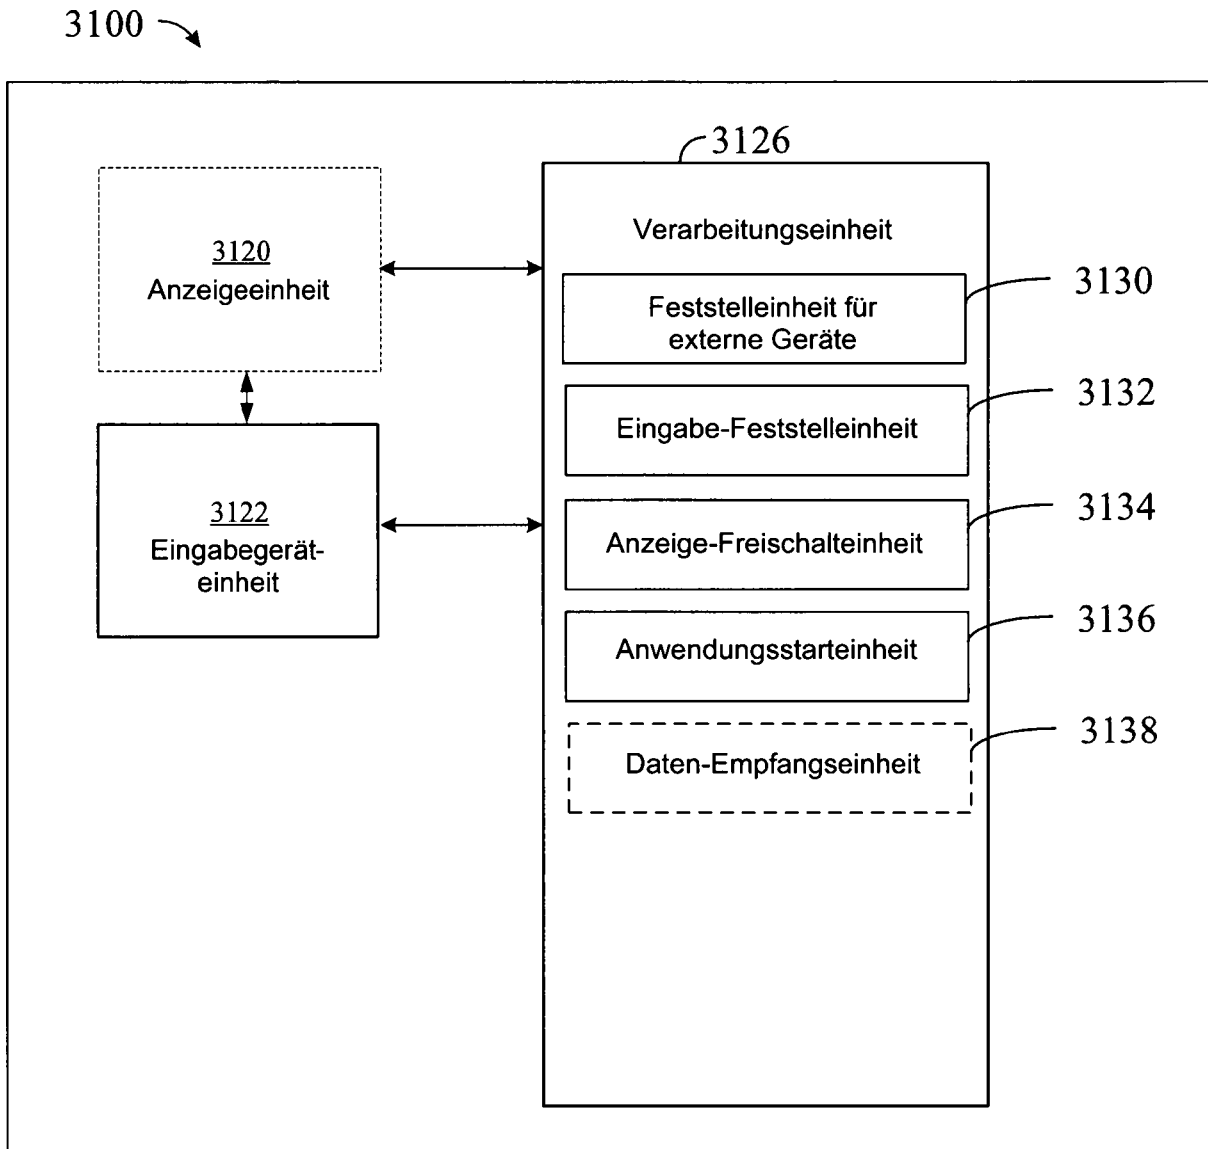 3100
3126
3120
Anzeigeeinheit
3122
Eingabegerät-
einheit
Verarbeitungseinheit
Feststelleinheit für
externe Geräte
3130
Eingabe-Feststelleinheit
3132
Anzeige-Freischalteinheit
3134
Anwendungsstarteinheit
3136
Daten-Empfangseinheit
3138